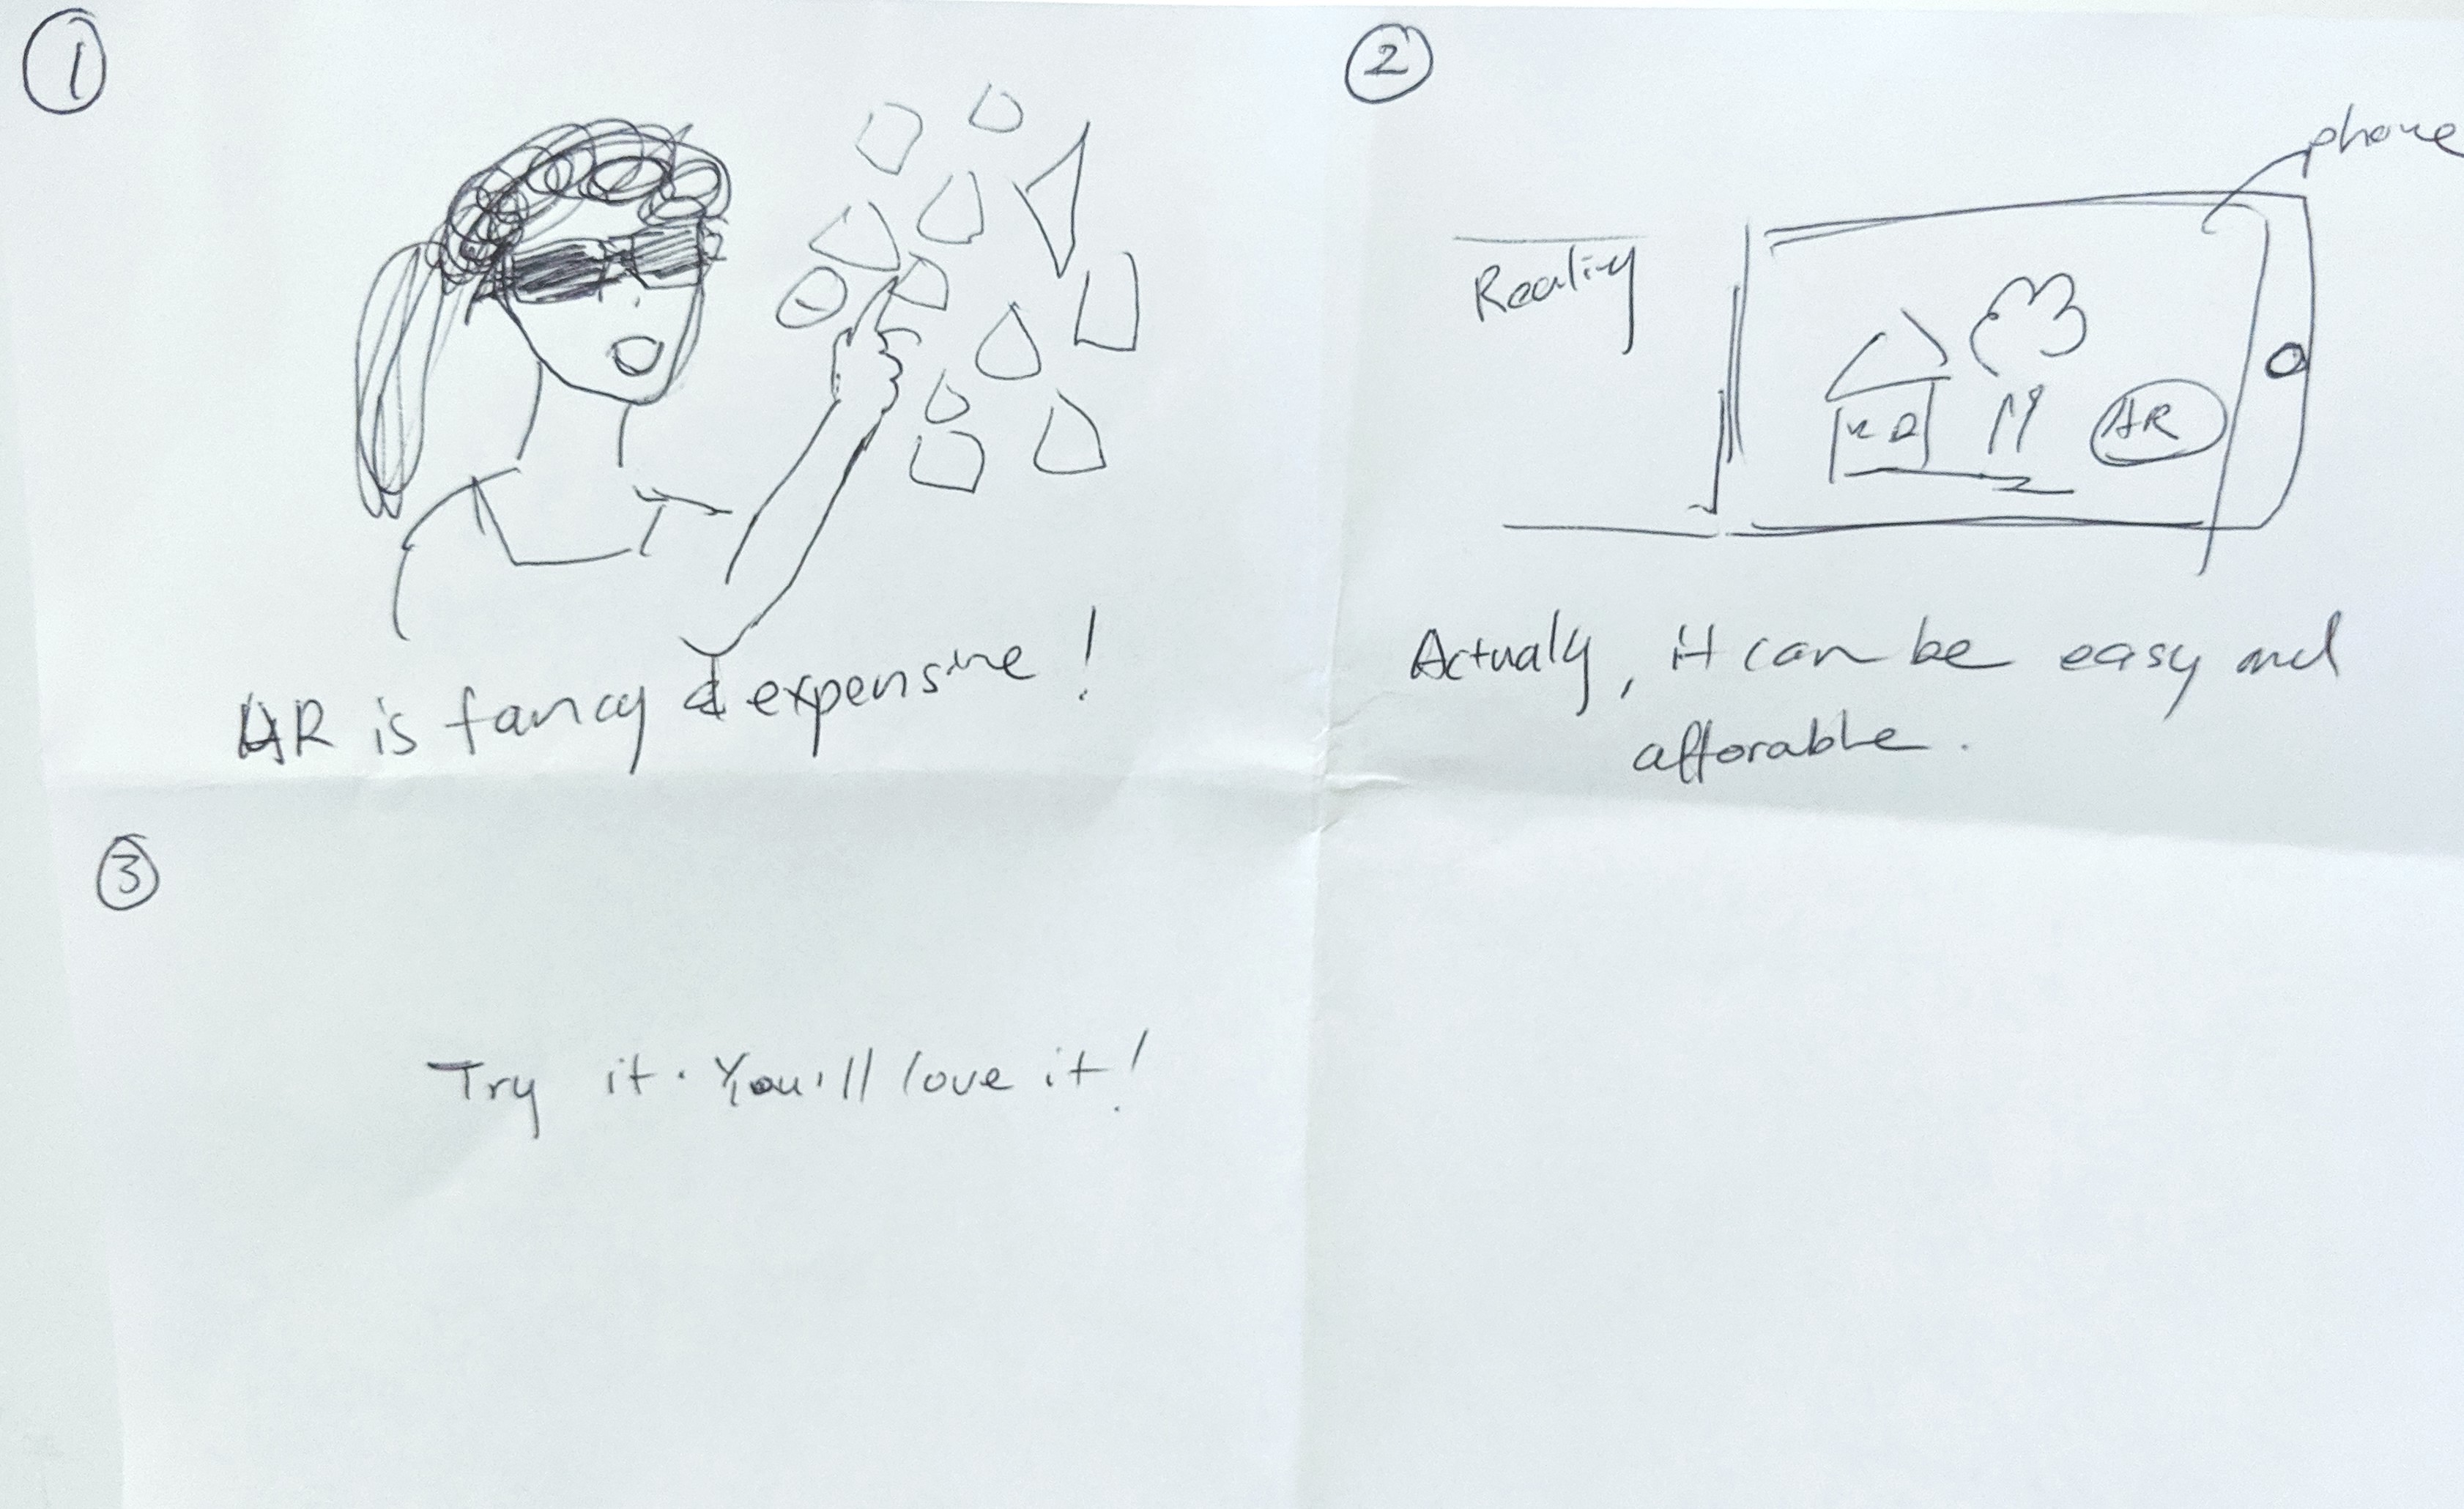 1
AR is fancy & expensive!
2
phone
Reality
AR
Actualy, it can be easy and
afforable.
3
Try it. You'll love it!